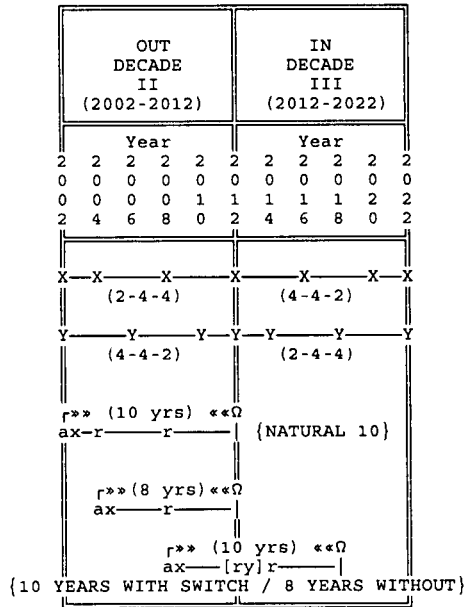 OUT IN
DECADE DECADE
II III
(2002-2012) (2012-2022)
Year Year
2 2 2 2 2 2 2 2 2 2 2
0 0 0 0 0 0 0 0 0 0 0
0 0 0 0 1 1 1 1 1 2 2
2 4 6 8 0 2 4 6 8 0 2
X—X———X———X———X———X—X
(2-4-4) (4-4-2)
Y———Y———Y—Y—Y———Y———Y
(4-4-2) (2-4-4)
┌»» (10 yrs) ««Ω
ax—r———r———| {NATURAL 10}
┌»»(8 yrs)««Ω
ax———r———
┌»» (10 yrs) ««Ω
ax——[ry]r———|
{10 YEARS WITH SWITCH / 8 YEARS WITHOUT}